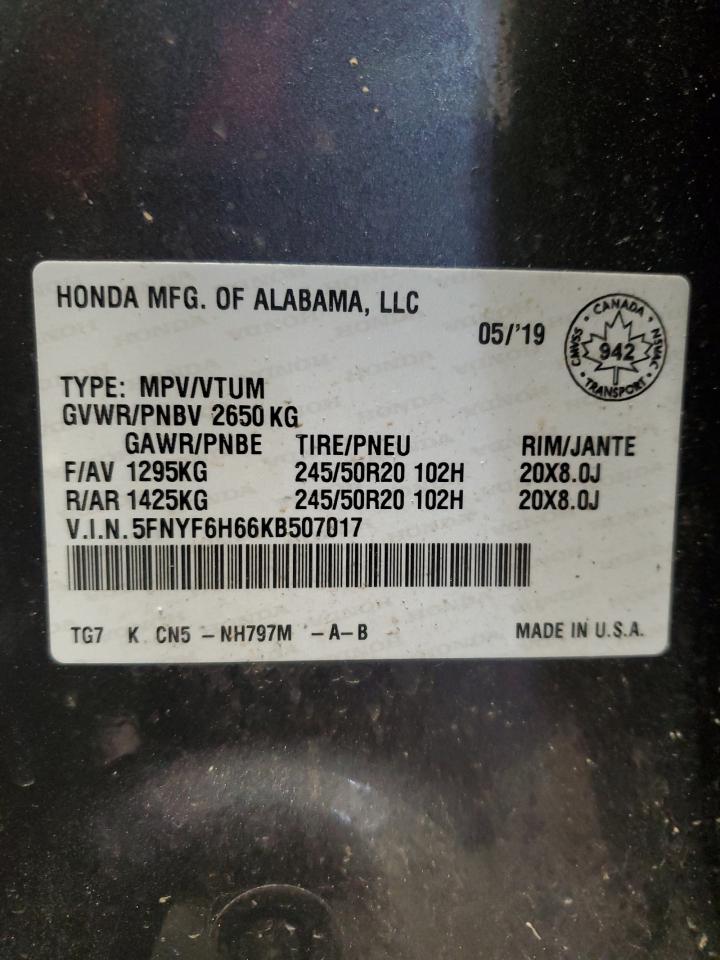 HONDA MFG. OF ALABAMA, LLC
05/'19
CANADA
CMVSS
942
NSVAC
TRANSPORT
TYPE: MPV/VTUM
GVWR/PNBV 2650 KG
GAWR/PNBE TIRE/PNEU RIM/JANTE
F/AV 1295KG 245/50R20 102H 20X8.0J
R/AR 1425KG 245/50R20 102H 20X8.0J
V.I.N. 5FNYF6H66KB507017
TG7 K CN5 -NH797M -A-B MADE IN U.S.A.